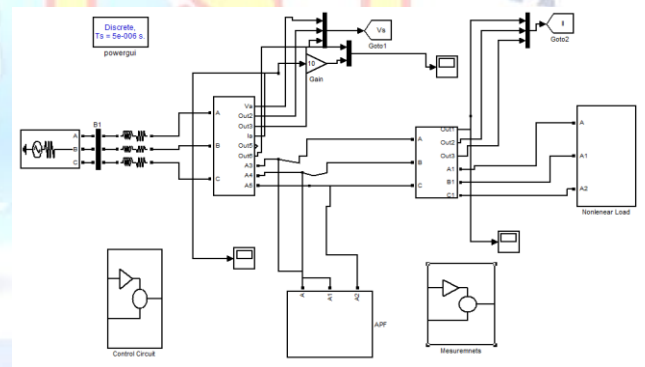 Discrete,
Ts = 5e-006 s.
powergui
Vs
Goto1
I
Goto2
10
Gain
B1
A
B
C
A
B
C
Va
Out2
Out3
Ia
Out5
Out6
A3
A4
A5
A
B
C
Out1
Out2
Out3
A1
B1
C1
A
A1
A2
Nonlenear Load
A
A1
A2
APF
Control Circuit
Mesuremnets